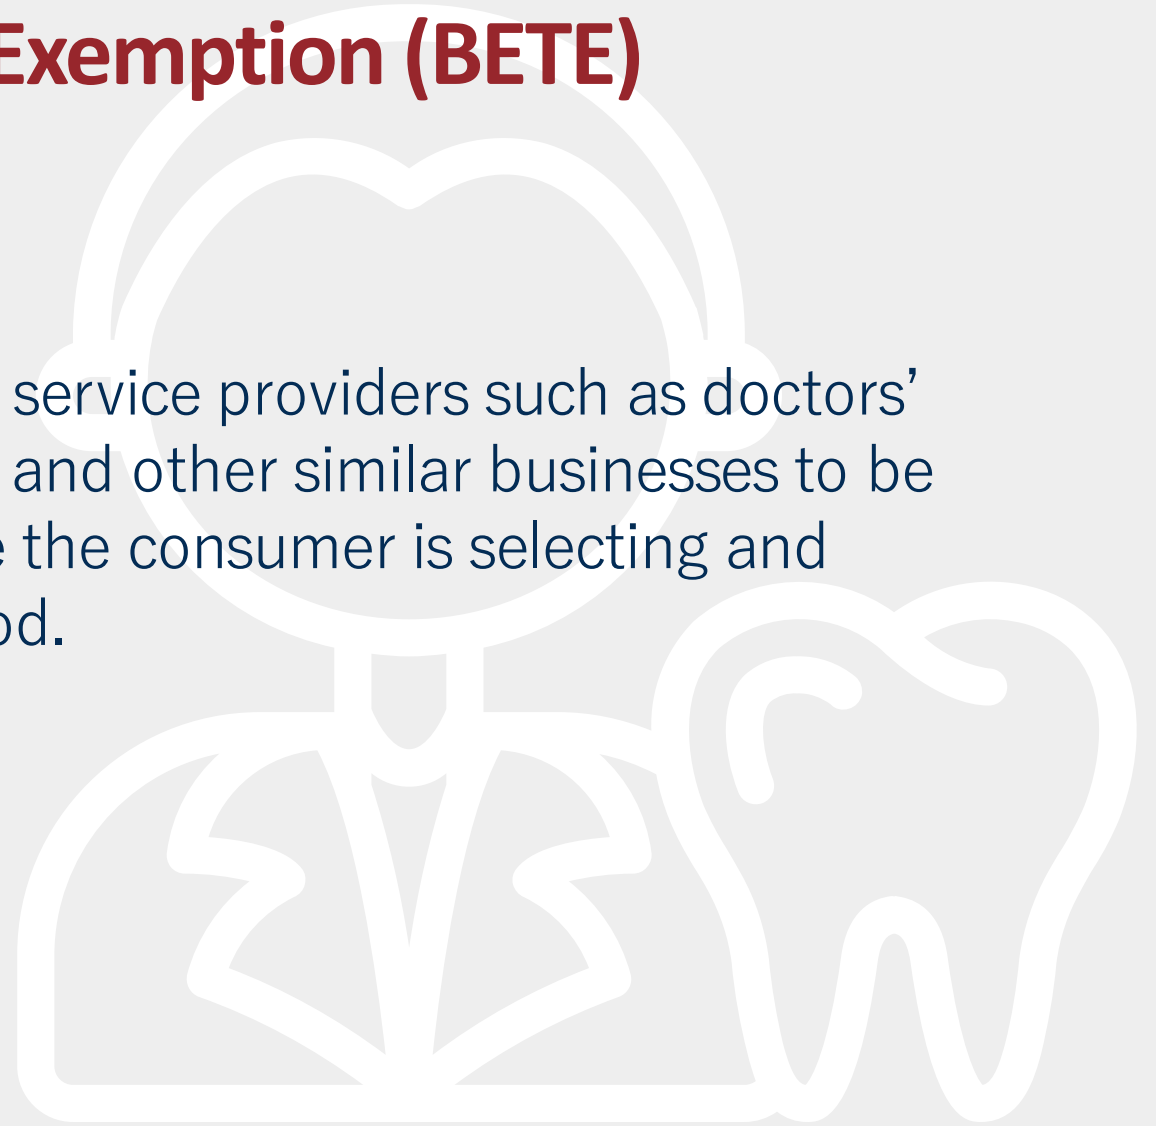 Exemption (BETE)
service providers such as doctors’
and other similar businesses to be
the consumer is selecting and